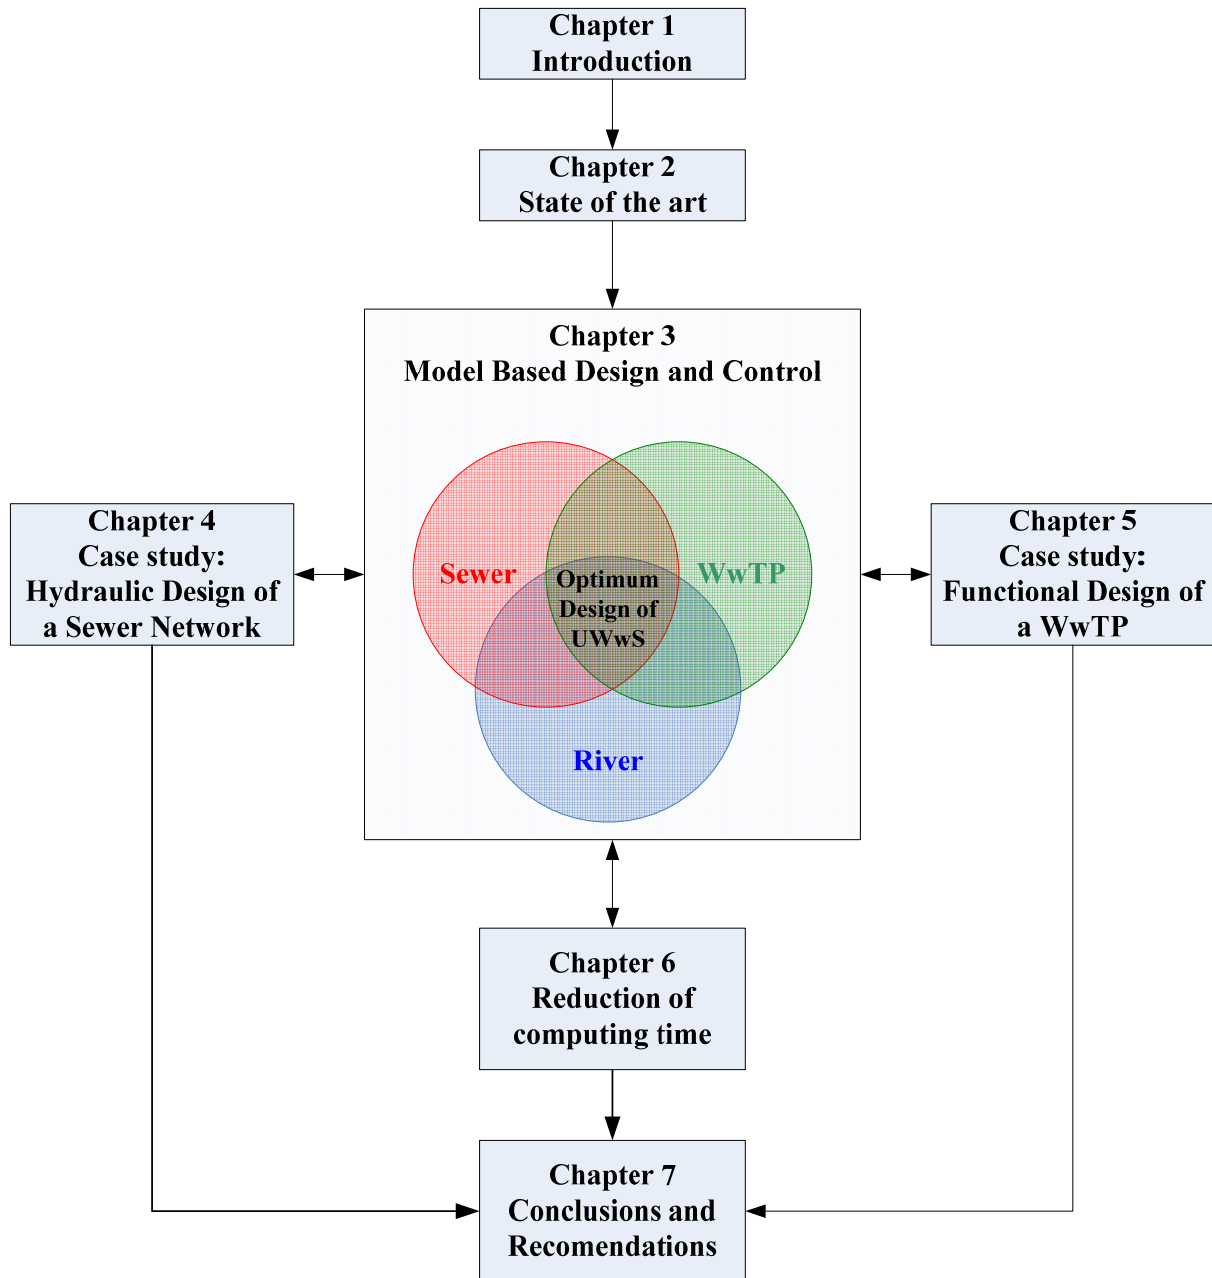 Chapter 1
Introduction
Chapter 2
State of the art
Chapter 3
Model Based Design and Control
Sewer
WwTP
Optimum
Design of
UWwS
River
Chapter 4
Case study:
Hydraulic Design of
a Sewer Network
Chapter 5
Case study:
Functional Design of
a WwTP
Chapter 6
Reduction of
computing time
Chapter 7
Conclusions and
Recomendations